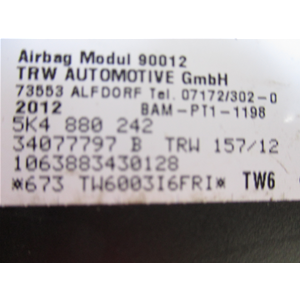 Airbag Modul 90012
TRW AUTOMOTIVE GmbH
73553 ALFDORF Tel. 07172/302-0
2012 BAM-PT1-1198
5K4 880 242
34077797 B TRW 157/12
1063883430128
*673 TW6003I6FRI* TW6